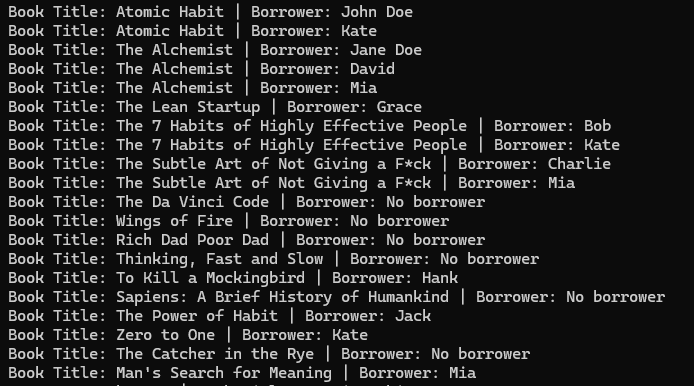 Book Title: Atomic Habit | Borrower: John Doe
Book Title: Atomic Habit | Borrower: Kate
Book Title: The Alchemist | Borrower: Jane Doe
Book Title: The Alchemist | Borrower: David
Book Title: The Alchemist | Borrower: Mia
Book Title: The Lean Startup | Borrower: Grace
Book Title: The 7 Habits of Highly Effective People | Borrower: Bob
Book Title: The 7 Habits of Highly Effective People | Borrower: Kate
Book Title: The Subtle Art of Not Giving a F*ck | Borrower: Charlie
Book Title: The Subtle Art of Not Giving a F*ck | Borrower: Mia
Book Title: The Da Vinci Code | Borrower: No borrower
Book Title: Wings of Fire | Borrower: No borrower
Book Title: Rich Dad Poor Dad | Borrower: No borrower
Book Title: Thinking, Fast and Slow | Borrower: No borrower
Book Title: To Kill a Mockingbird | Borrower: Hank
Book Title: Sapiens: A Brief History of Humankind | Borrower: No borrower
Book Title: The Power of Habit | Borrower: Jack
Book Title: Zero to One | Borrower: Kate
Book Title: The Catcher in the Rye | Borrower: No borrower
Book Title: Man's Search for Meaning | Borrower: Mia